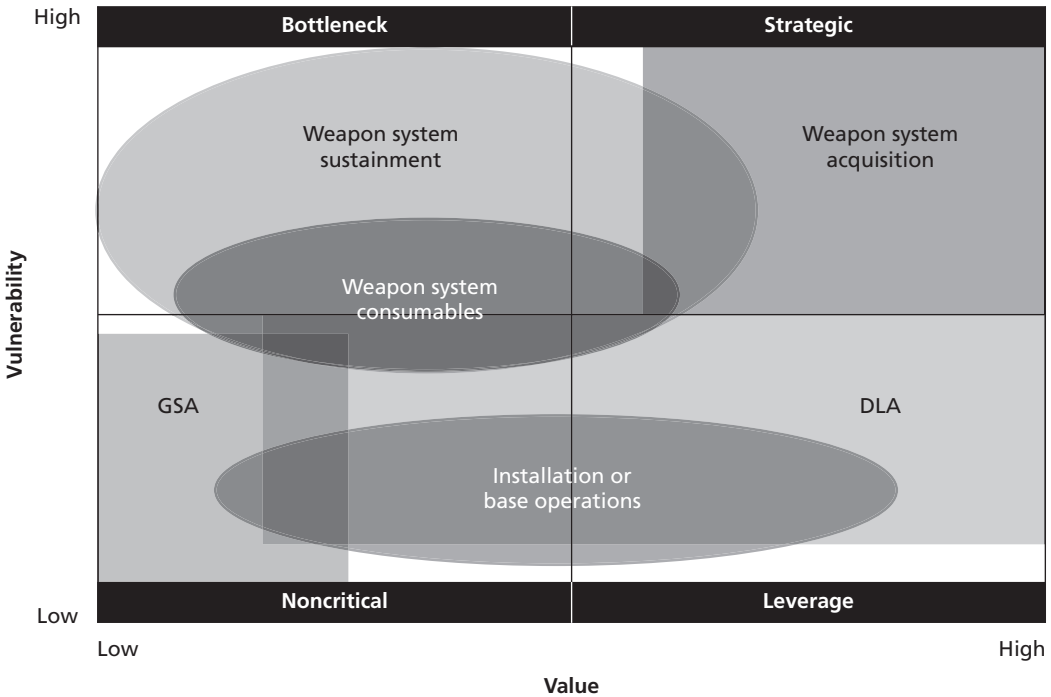 High
Bottleneck
Strategic
Weapon system
sustainment
Weapon system
acquisition
Weapon system
consumables
Vulnerability
GSA
DLA
Installation or
base operations
Noncritical
Leverage
Low
Low
High
Value